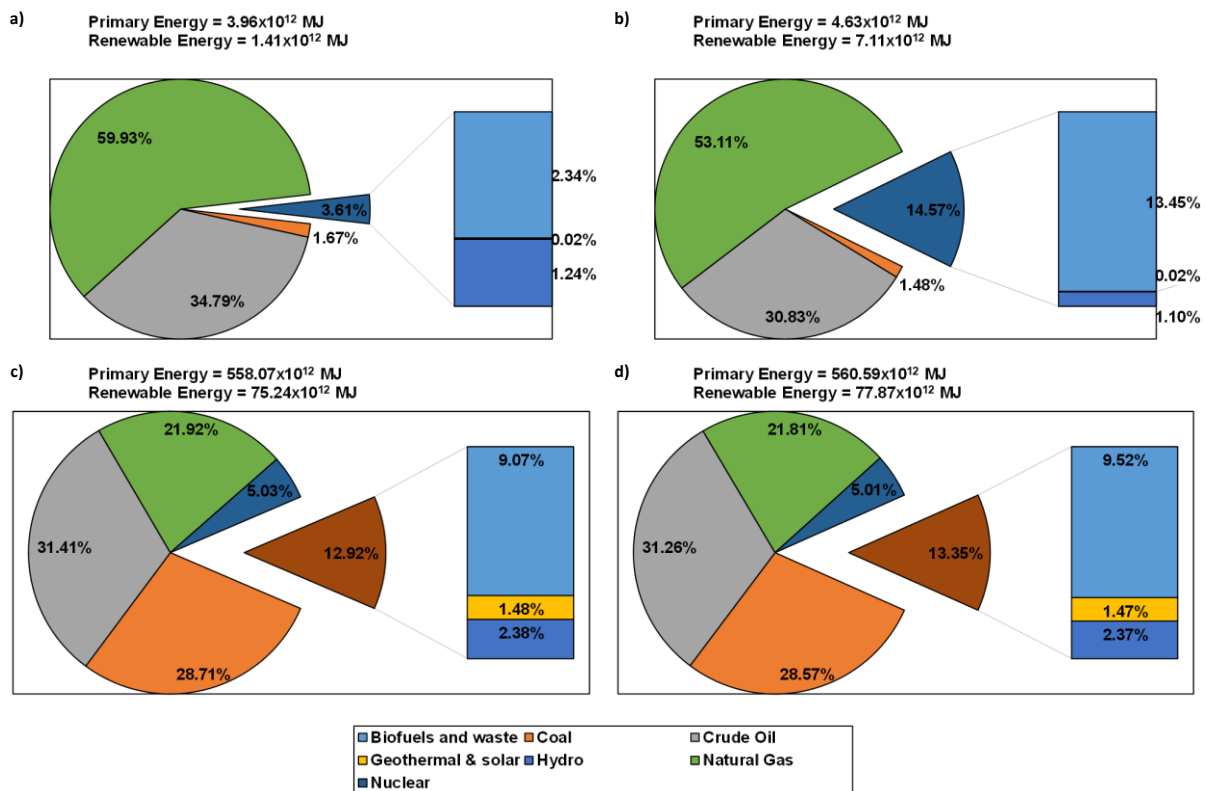 a)
Primary Energy = 3.96x10¹² MJ
Renewable Energy = 1.41x10¹² MJ
59.93%
3.61%
1.67%
34.79%
2.34%
0.02%
1.24%
b)
Primary Energy = 4.63x10¹² MJ
Renewable Energy = 7.11x10¹² MJ
53.11%
14.57%
1.48%
30.83%
13.45%
0.02%
1.10%
c)
Primary Energy = 558.07x10¹² MJ
Renewable Energy = 75.24x10¹² MJ
21.92%
5.03%
31.41%
12.92%
28.71%
9.07%
1.48%
2.38%
d)
Primary Energy = 560.59x10¹² MJ
Renewable Energy = 77.87x10¹² MJ
21.81%
5.01%
31.26%
13.35%
28.57%
9.52%
1.47%
2.37%
Biofuels and waste Coal Crude Oil
Geothermal & solar Hydro Natural Gas
Nuclear